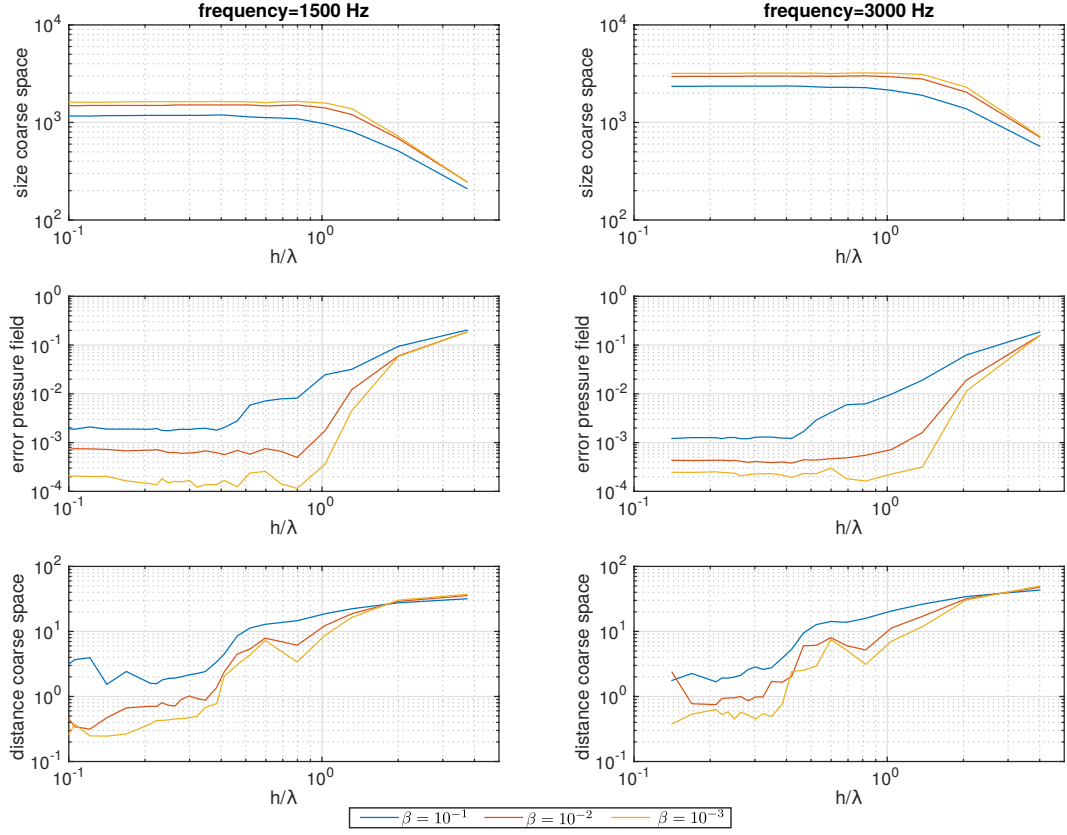 frequency=1500 Hz
frequency=3000 Hz
size coarse space
10^4
10^3
10^2
10^-1
10^0
h/λ
size coarse space
10^4
10^3
10^2
10^-1
10^0
h/λ
error pressure field
10^0
10^-1
10^-2
10^-3
10^-4
10^-1
10^0
h/λ
error pressure field
10^0
10^-1
10^-2
10^-3
10^-4
10^-1
10^0
h/λ
distance coarse space
10^2
10^1
10^0
10^-1
10^-1
10^0
h/λ
distance coarse space
10^2
10^1
10^0
10^-1
10^-1
10^0
h/λ
β = 10^-1 β = 10^-2 β = 10^-3